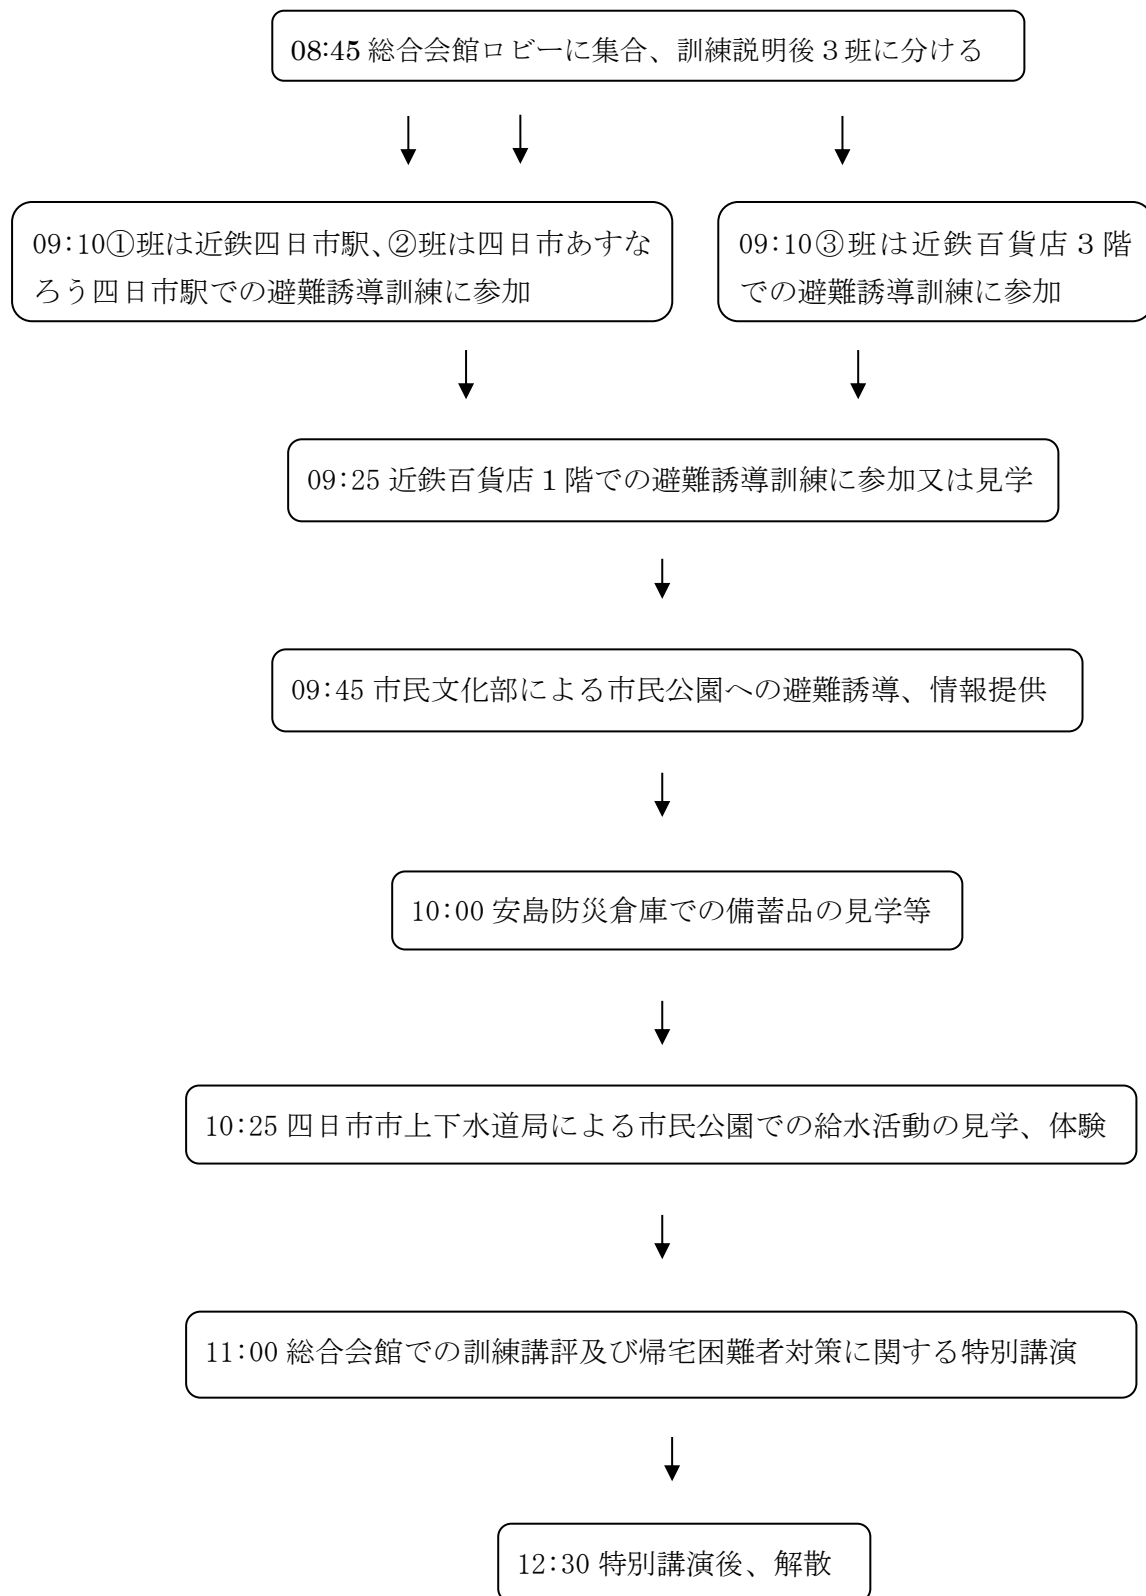 08:45 総合会館ロビーに集合、訓練説明後３班に分ける
09:10①班は近鉄四日市駅、②班は四日市あすな
ろう四日市駅での避難誘導訓練に参加
09:10③班は近鉄百貨店３階
での避難誘導訓練に参加
09:25 近鉄百貨店１階での避難誘導訓練に参加又は見学
09:45 市民文化部による市民公園への避難誘導、情報提供
10:00 安島防災倉庫での備蓄品の見学等
10:25 四日市市上下水道局による市民公園での給水活動の見学、体験
11:00 総合会館での訓練講評及び帰宅困難者対策に関する特別講演
12:30 特別講演後、解散